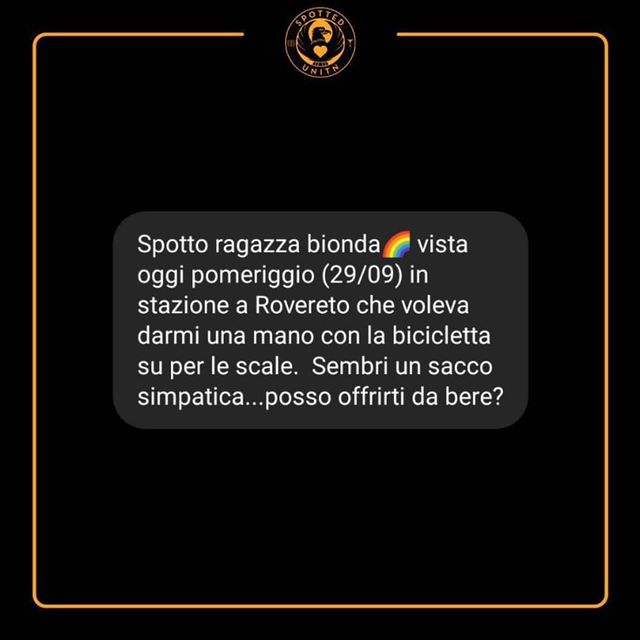 SPOTTED
UNITN
Spotto ragazza bionda🌈 vista
oggi pomeriggio (29/09) in
stazione a Rovereto che voleva
darmi una mano con la bicicletta
su per le scale.  Sembri un sacco
simpatica...posso offrirti da bere?